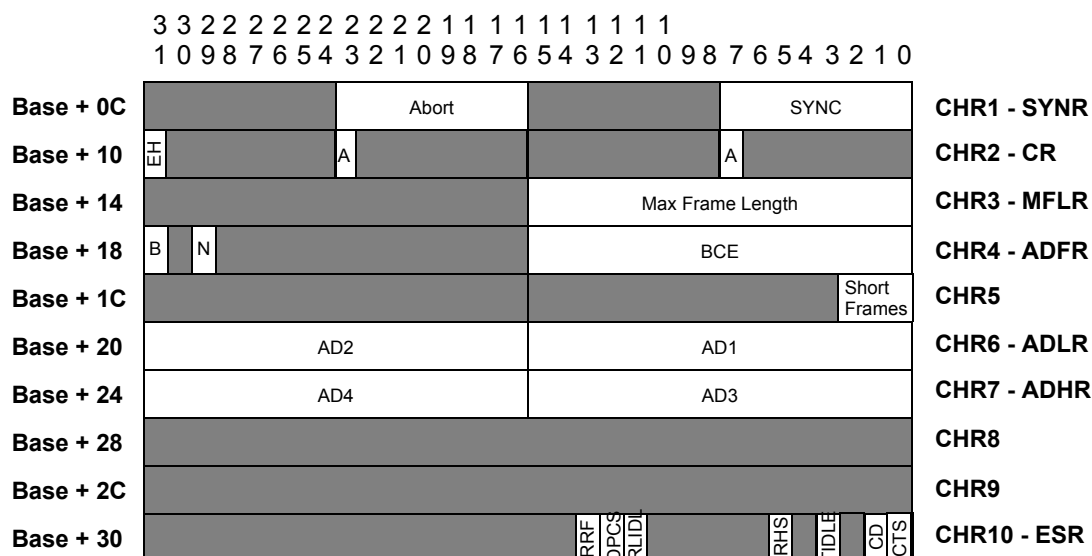 3 3 2 2 2 2 2 2 2 2 2 2 1 1 1 1 1 1 1 1 1 1
1 0 9 8 7 6 5 4 3 2 1 0 9 8 7 6 5 4 3 2 1 0 9 8 7 6 5 4 3 2 1 0
Base + 0C Abort SYNC CHR1 - SYNR
Base + 10 EH A A CHR2 - CR
Base + 14 Max Frame Length CHR3 - MFLR
Base + 18 B N BCE CHR4 - ADFR
Base + 1C Short Frames CHR5
Base + 20 AD2 AD1 CHR6 - ADLR
Base + 24 AD4 AD3 CHR7 - ADHR
Base + 28 CHR8
Base + 2C CHR9
Base + 30 RRF DPCS RLIDL RHS TIDLE CD CTS CHR10 - ESR